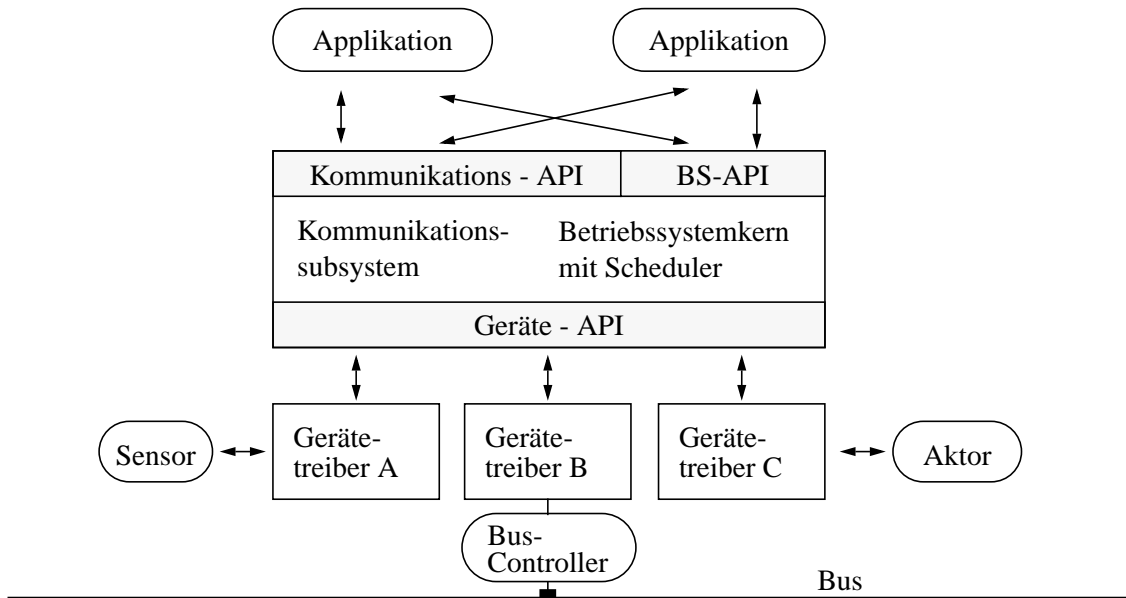 Applikation
Applikation
Kommunikations - API
BS-API
Kommunikations-
subsystem
Betriebssystemkern
mit Scheduler
Geräte - API
Sensor
Geräte-
treiber A
Geräte-
treiber B
Geräte-
treiber C
Aktor
Bus-
Controller
Bus